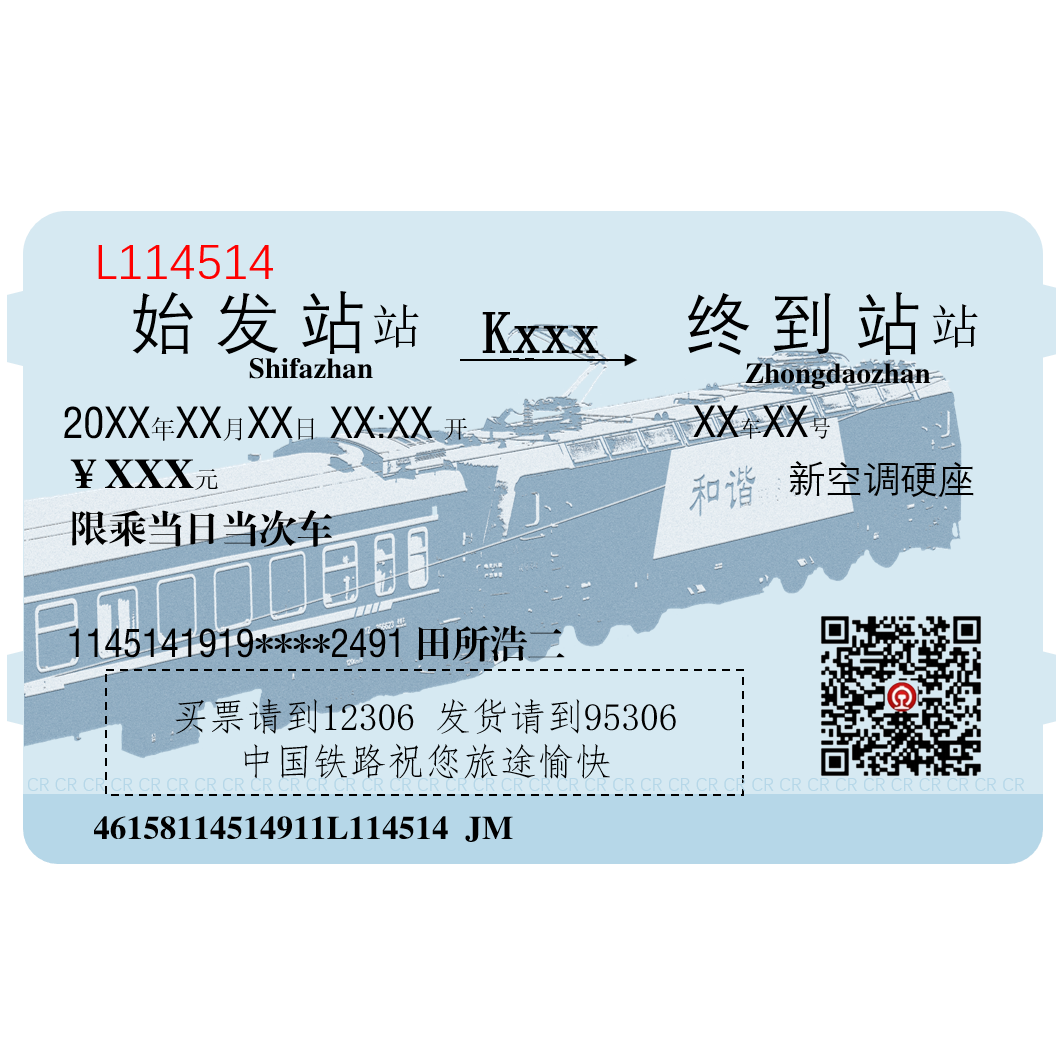 L114514
始发站站 Kxxx 终到站站
Shifazhan Zhongdaozhan
20XX年XX月XX日 XX:XX 开 XX车XX号
￥XXX元 新空调硬座
和谐
限乘当日当次车
1145141919****2491 田所浩二
买票请到12306 发货请到95306
中国铁路祝您旅途愉快
CR CR CR CR CR CR CR CR CR CR CR CR CR CR CR CR CR CR CR CR CR CR CR CR CR CR CR CR CR CR CR CR CR CR CR CR
46158114514911L114514 JM